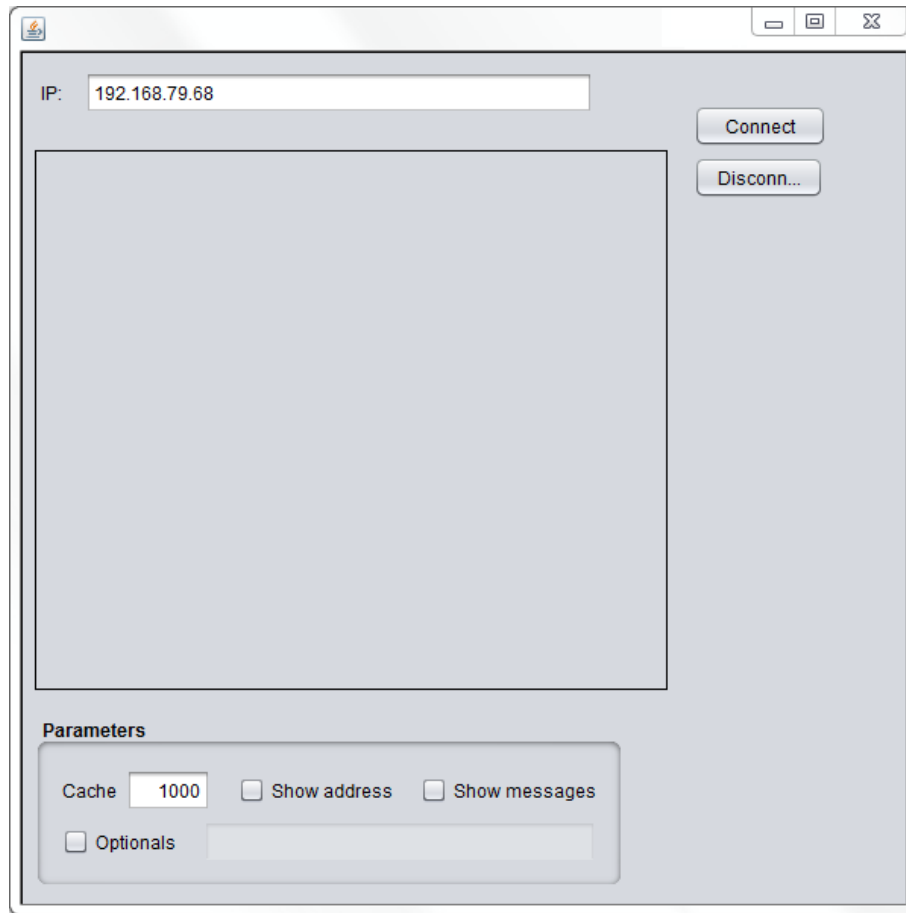 IP: 192.168.79.68
Connect
Disconn...
Parameters
Cache 1000 Show address Show messages
Optionals